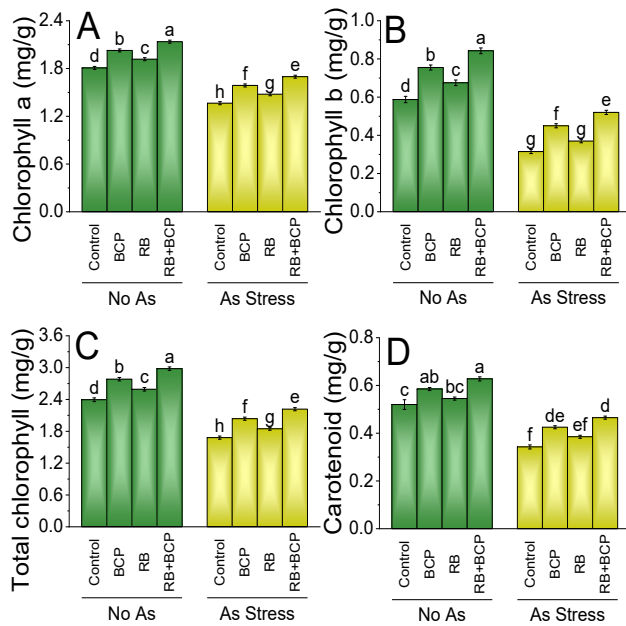 A
Chlorophyll a (mg/g)
2.4
1.8
1.2
0.6
0.0
d
b
c
a
h
f
g
e
Control
BCP
RB
RB+BCP
Control
BCP
RB
RB+BCP
No As
As Stress
B
Chlorophyll b (mg/g)
1.0
0.8
0.6
0.4
0.2
0.0
d
b
c
a
g
f
g
e
Control
BCP
RB
RB+BCP
Control
BCP
RB
RB+BCP
No As
As Stress
C
Total chlorophyll (mg/g)
3.6
3.0
2.4
1.8
1.2
0.6
0.0
d
b
c
a
h
f
g
e
Control
BCP
RB
RB+BCP
Control
BCP
RB
RB+BCP
No As
As Stress
D
Carotenoid (mg/g)
0.8
0.6
0.4
0.2
0.0
c
ab
bc
a
f
de
ef
d
Control
BCP
RB
RB+BCP
Control
BCP
RB
RB+BCP
No As
As Stress